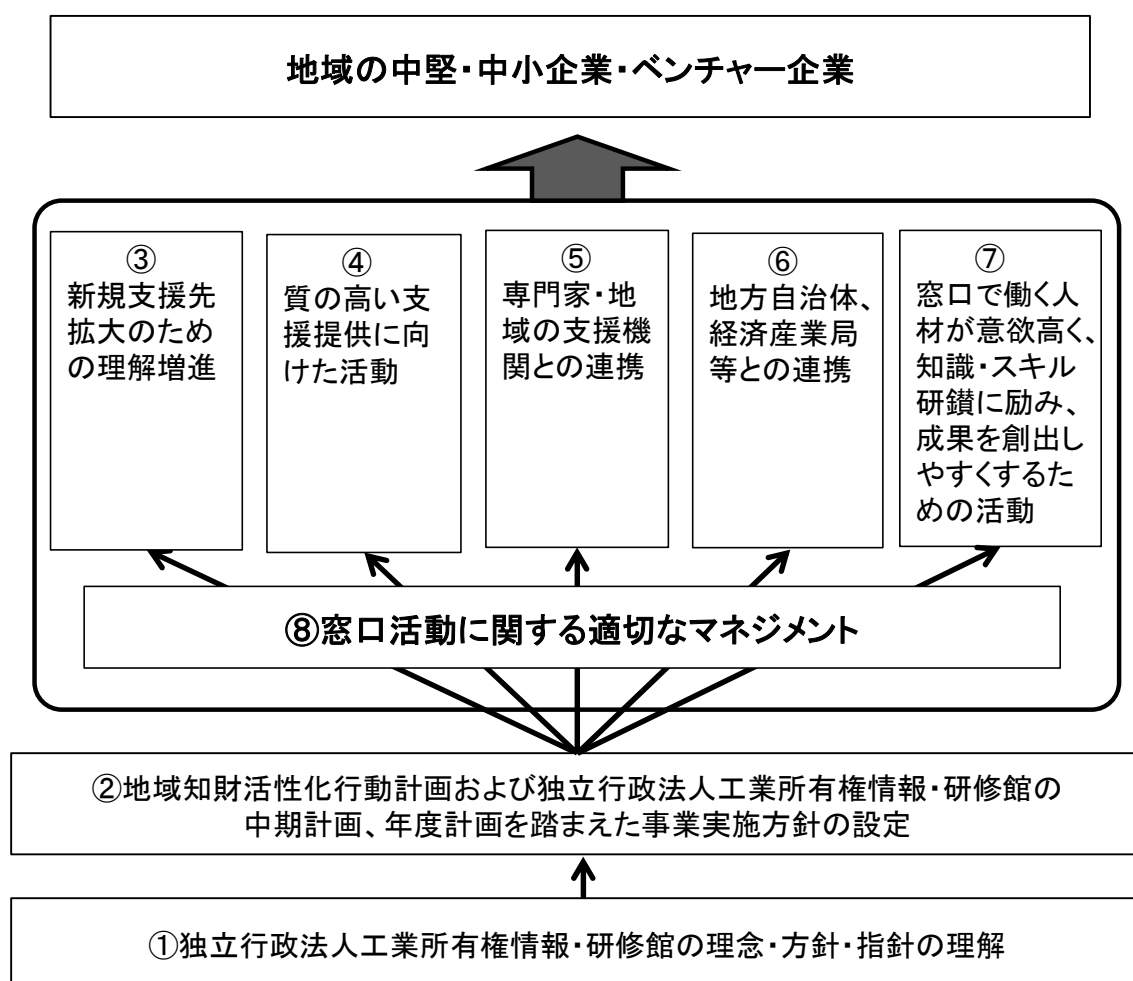 地域の中堅・中小企業・ベンチャー企業
③
新規支援先
拡大のため
の理解増進
④
質の高い支
援提供に向
けた活動
⑤
専門家・地
域の支援機
関との連携
⑥
地方自治体、
経済産業局
等との連携
⑦
窓口で働く人
材が意欲高く、
知識・スキル
研鑚に励み、
成果を創出し
やすくするた
めの活動
⑧窓口活動に関する適切なマネジメント
②地域知財活性化行動計画および独立行政法人工業所有権情報・研修館の
中期計画、年度計画を踏まえた事業実施方針の設定
①独立行政法人工業所有権情報・研修館の理念・方針・指針の理解